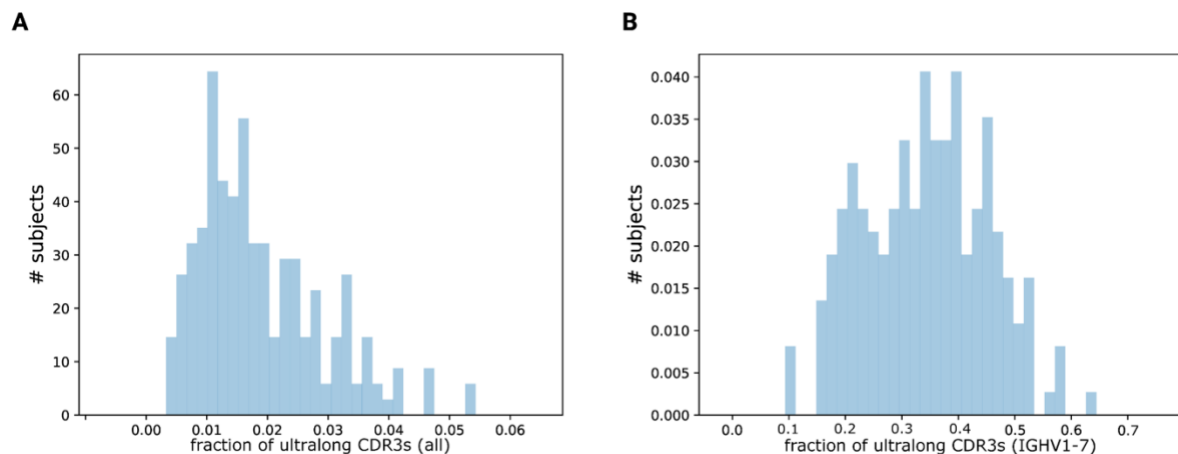 A
# subjects
60
50
40
30
20
10
0
0.00 0.01 0.02 0.03 0.04 0.05 0.06
fraction of ultralong CDR3s (all)
B
# subjects
0.040
0.035
0.030
0.025
0.020
0.015
0.010
0.005
0.000
0.0 0.1 0.2 0.3 0.4 0.5 0.6 0.7
fraction of ultralong CDR3s (IGHV1-7)